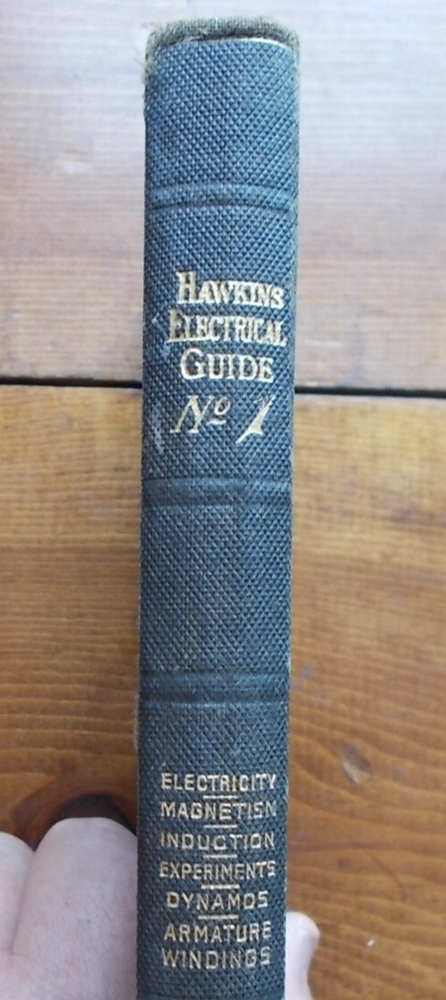 HAWKINS
ELECTRICAL
GUIDE
No 1
ELECTRICITY
MAGNETISM
INDUCTION
EXPERIMENTS
DYNAMOS
ARMATURE
WINDINGS